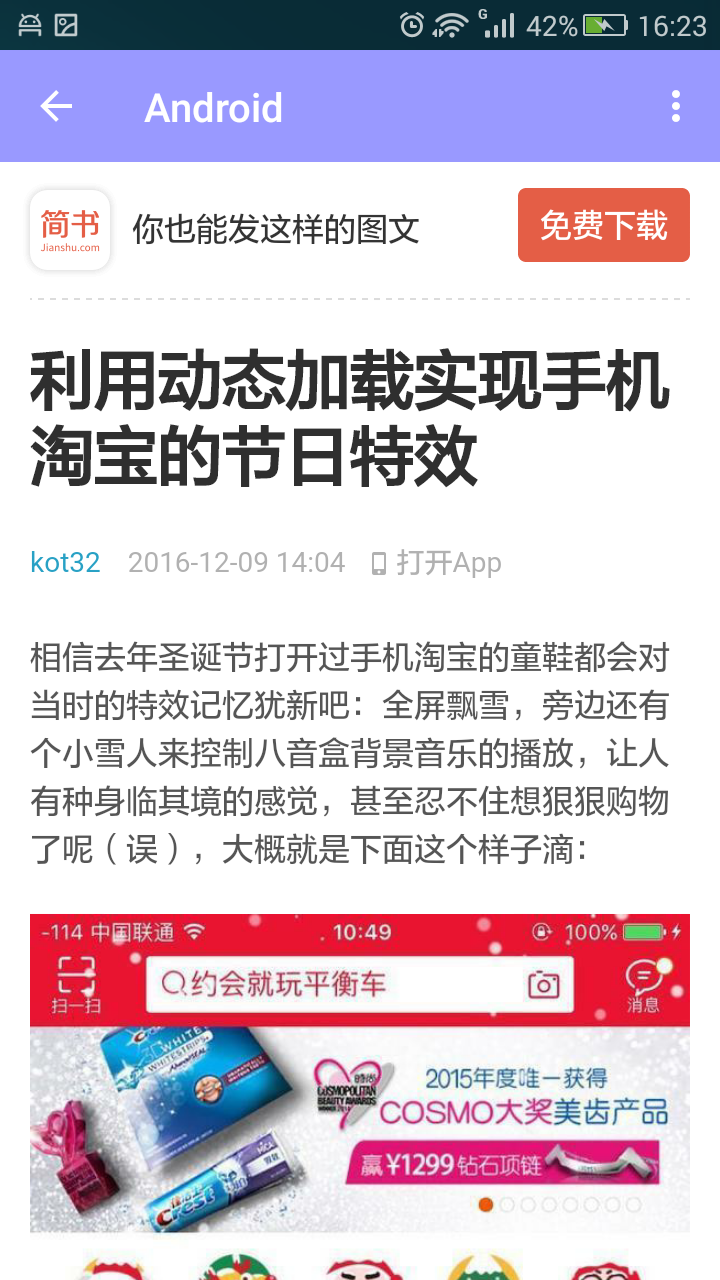 G 42% 16:23
Android
简书
Jianshu.com
你也能发这样的图文
免费下载
利用动态加载实现手机
淘宝的节日特效
kot32 2016-12-09 14:04 打开App
相信去年圣诞节打开过手机淘宝的童鞋都会对
当时的特效记忆犹新吧：全屏飘雪，旁边还有
个小雪人来控制八音盒背景音乐的播放，让人
有种身临其境的感觉，甚至忍不住想狠狠购物
了呢（误），大概就是下面这个样子滴：
-114 中国联通 10:49 100%
扫一扫
约会就玩平衡车
消息
WHITE
WHITESTRIPS
COSMOPOLITAN
BEAUTY AWARDS
2015年度唯一获得
COSMO大奖美齿产品
赢¥1299钻石项链
Crest